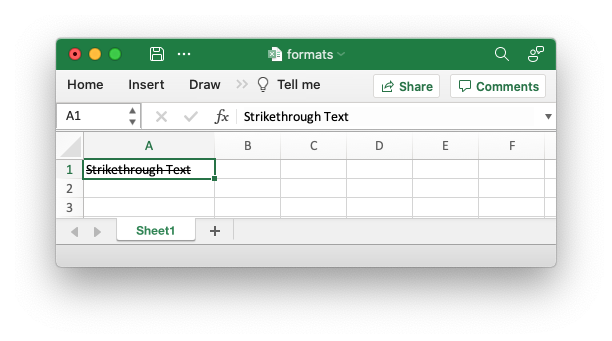 formats
Home Insert Draw Tell me Share Comments
A1 fx Strikethrough Text
A B C D E F
1 Strikethrough Text
2
3
Sheet1